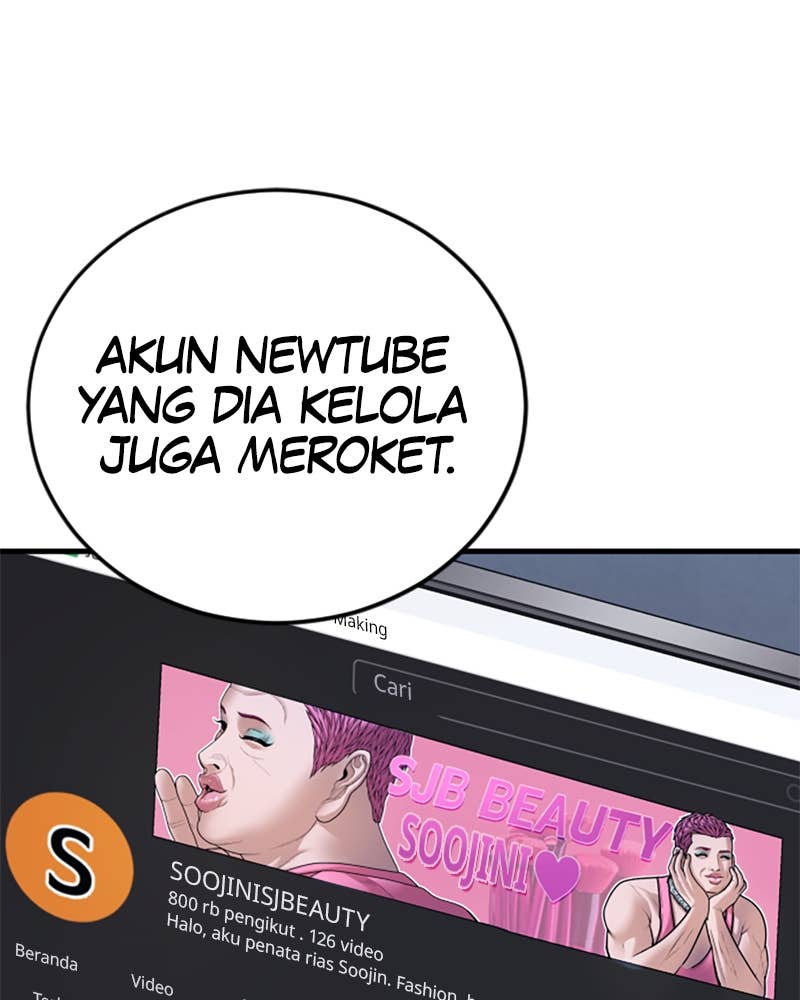 AKUN NEWTUBE
YANG DIA KELOLA
JUGA MEROKET.
Making
Cari
SJB BEAUTY
SOOJINI
S
SOOJINISJBEAUTY
800 rb pengikut . 126 video
Halo, aku penata rias Soojin. Fashion,
Beranda
Video